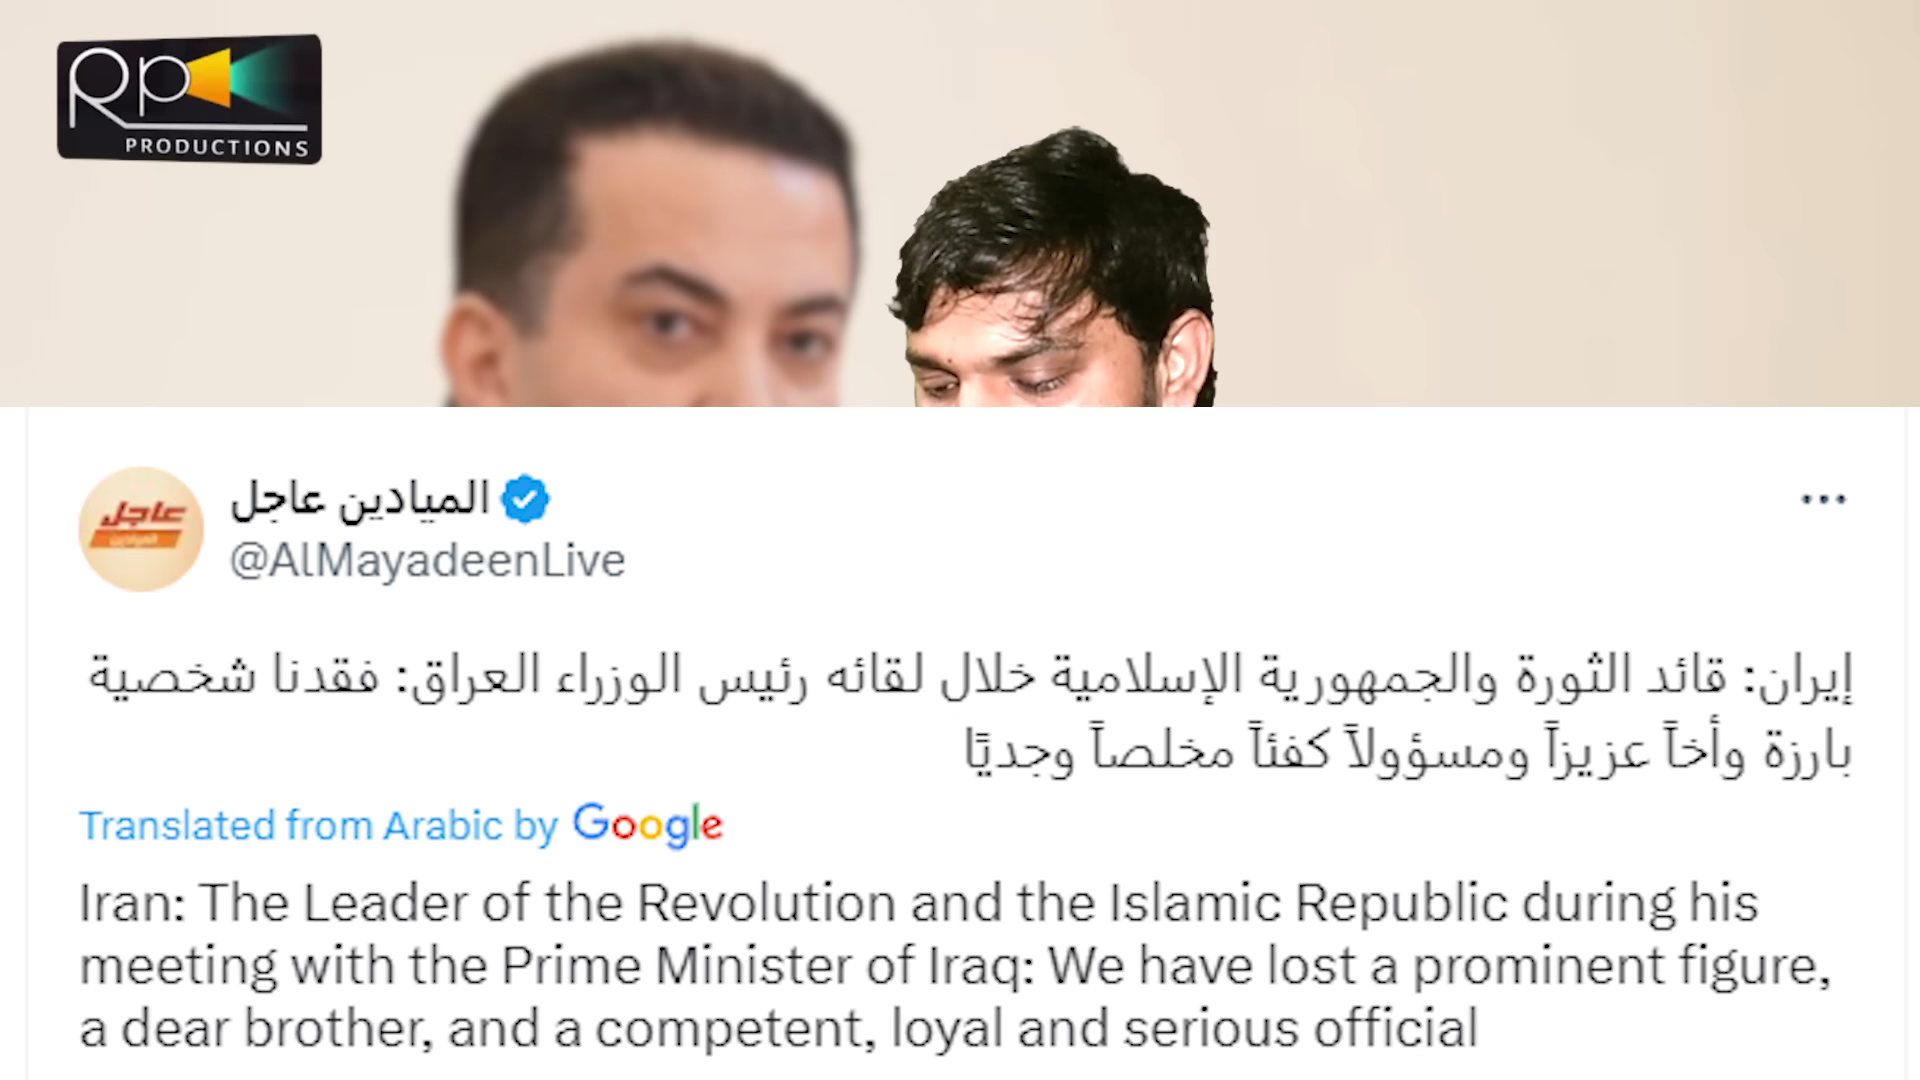 Rp
PRODUCTIONS
الميادين عاجل
@AlMayadeenLive
عاجل
الميادين
إيران: قائد الثورة والجمهورية الإسلامية خلال لقائه رئيس الوزراء العراق: فقدنا شخصية
بارزة وأخاً عزيزاً ومسؤولاً كفئاً مخلصاً وجديًا
Translated from Arabic by Google
Iran: The Leader of the Revolution and the Islamic Republic during his
meeting with the Prime Minister of Iraq: We have lost a prominent figure,
a dear brother, and a competent, loyal and serious official